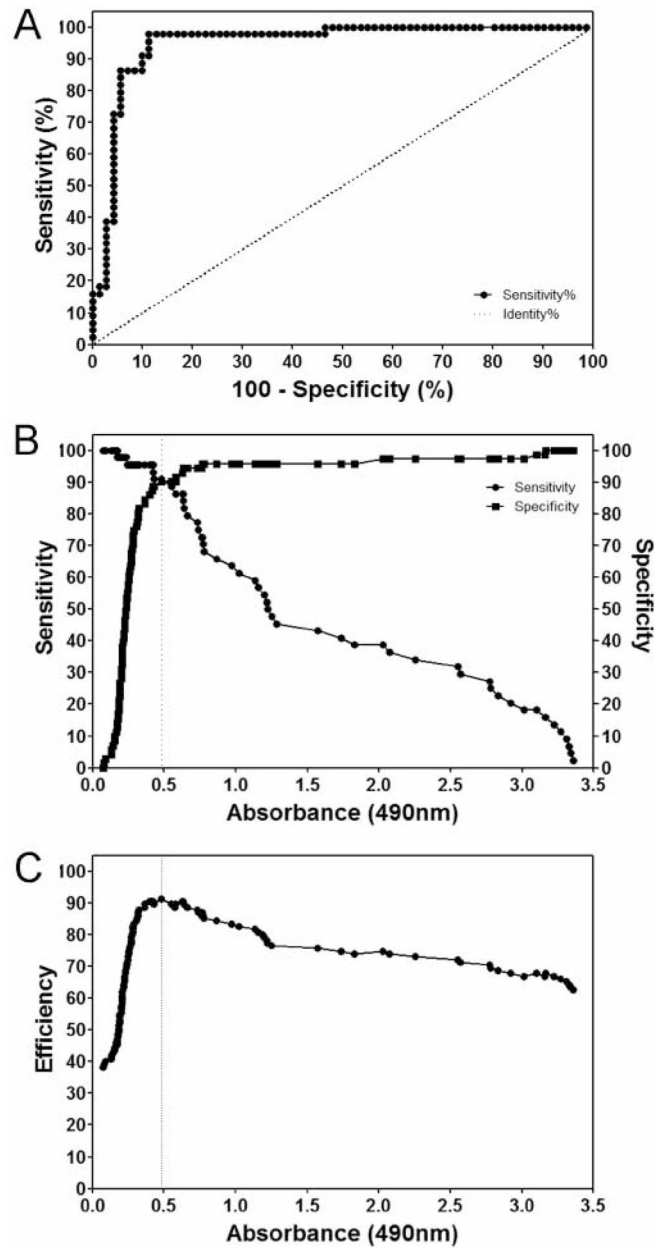 A
100
90
80
70
60
50
40
30
20
10
0
Sensitivity (%)
Sensitivity%
Identity%
0 10 20 30 40 50 60 70 80 90 100
100 - Specificity (%)
B
100 100
90 90
80 80
70 70
60 60
50 50
40 40
30 30
20 20
10 10
0 0
Sensitivity
Specificity
Sensitivity
Specificity
0.0 0.5 1.0 1.5 2.0 2.5 3.0 3.5
Absorbance (490nm)
C
100
90
80
70
60
50
40
30
20
10
0
Efficiency
0.0 0.5 1.0 1.5 2.0 2.5 3.0 3.5
Absorbance (490nm)